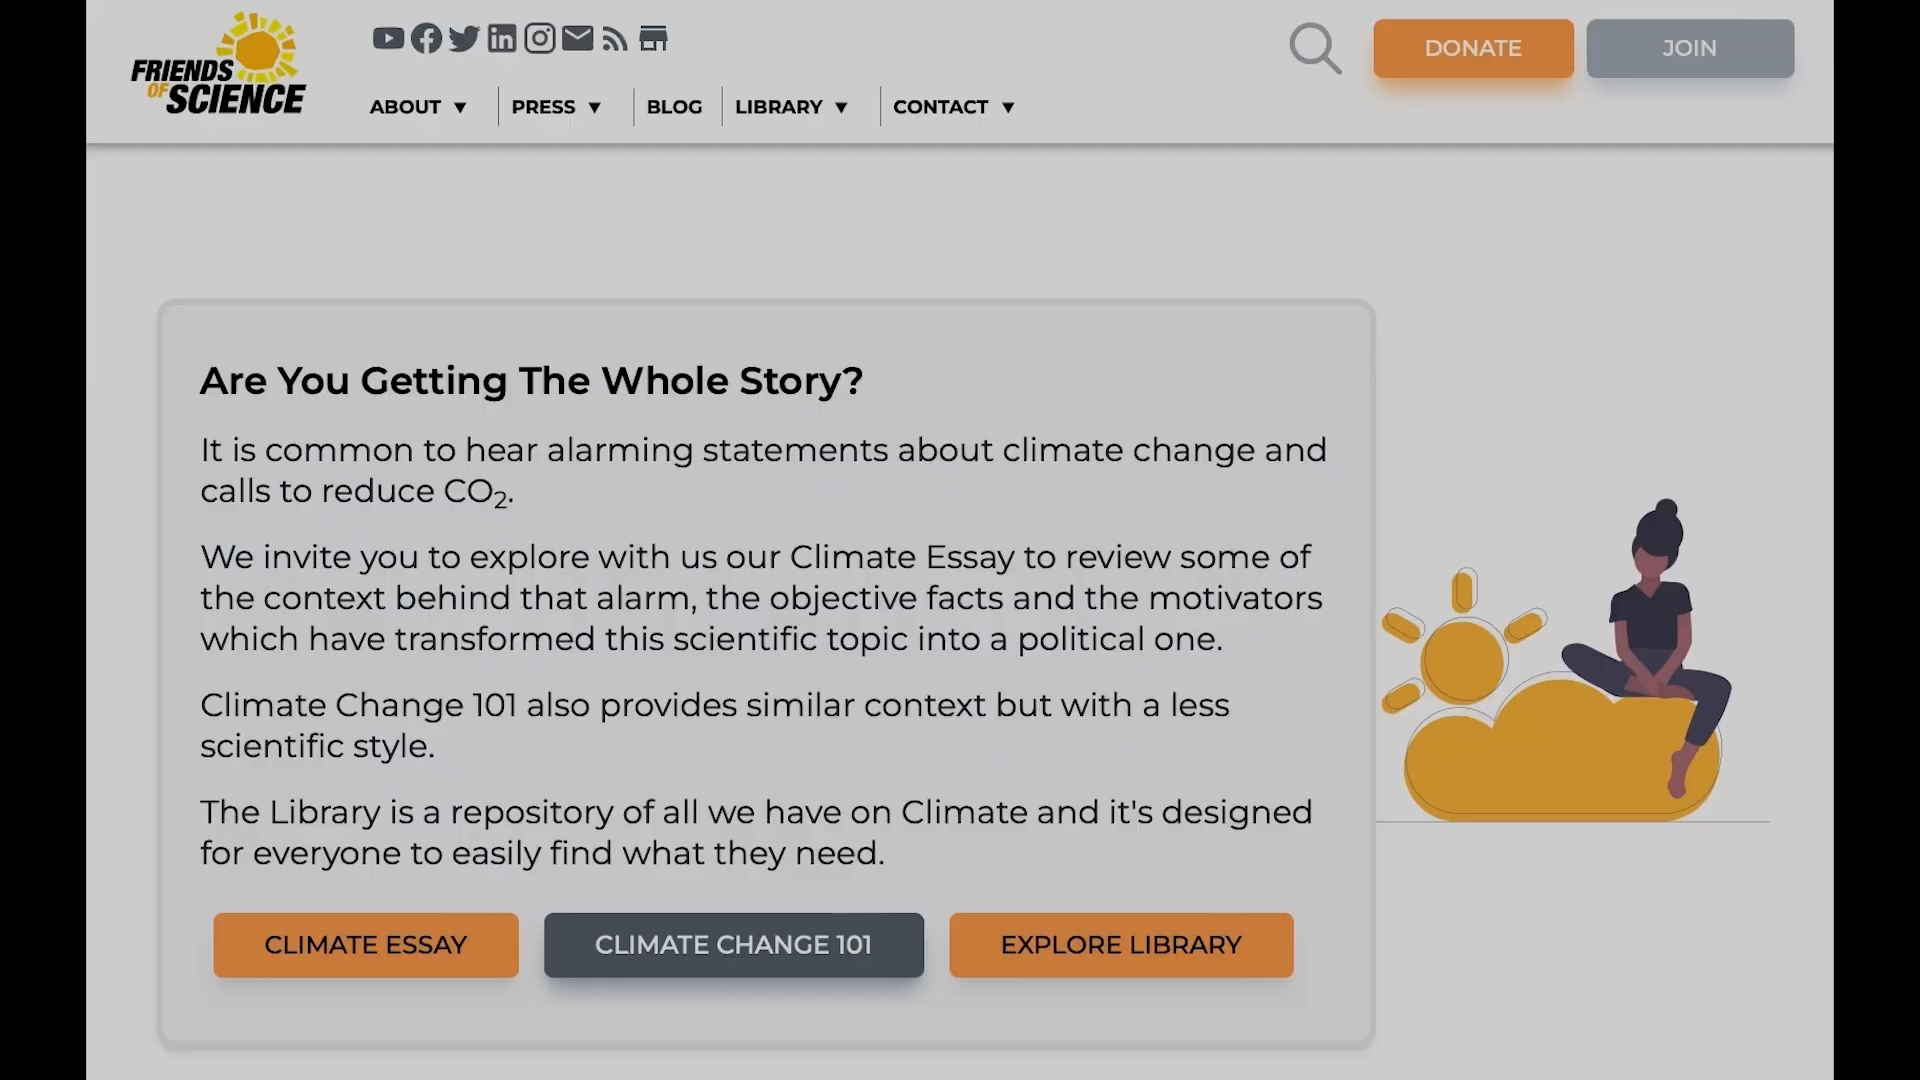 FRIENDS
OF SCIENCE
DONATE
JOIN
ABOUT ▼
PRESS ▼
BLOG
LIBRARY ▼
CONTACT ▼
Are You Getting The Whole Story?
It is common to hear alarming statements about climate change and
calls to reduce CO₂.
We invite you to explore with us our Climate Essay to review some of
the context behind that alarm, the objective facts and the motivators
which have transformed this scientific topic into a political one.
Climate Change 101 also provides similar context but with a less
scientific style.
The Library is a repository of all we have on Climate and it's designed
for everyone to easily find what they need.
CLIMATE ESSAY
CLIMATE CHANGE 101
EXPLORE LIBRARY